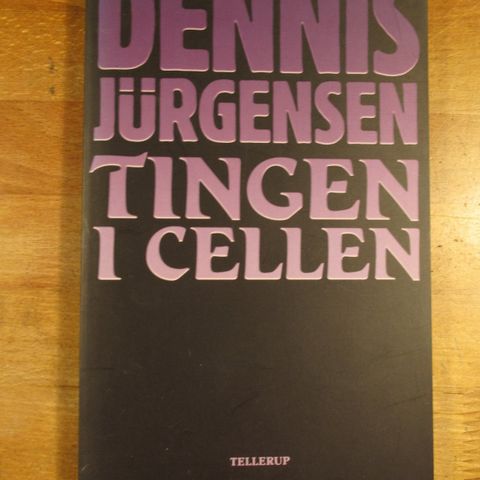 DENNIS
JÜRGENSEN
TINGEN
I CELLEN
TELLERUP